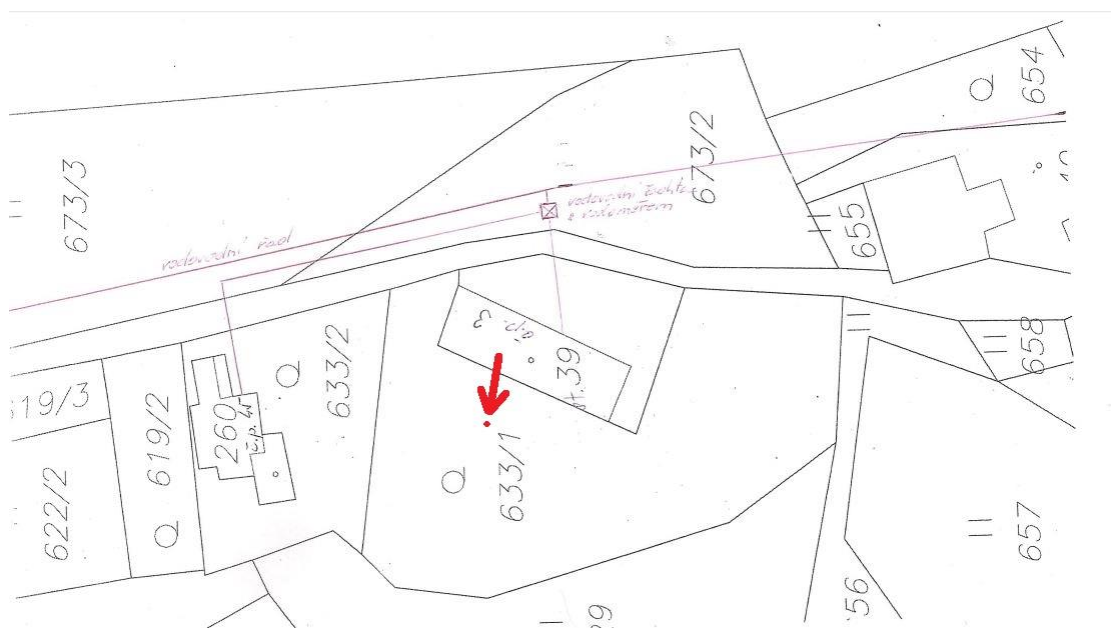 654
673/2
673/3
vodovodní šachta
s vodoměrem
vodovodní řad
655
658
633/2
č.p. 3
st.39
619/3
619/2
260
633/1
622/2
657